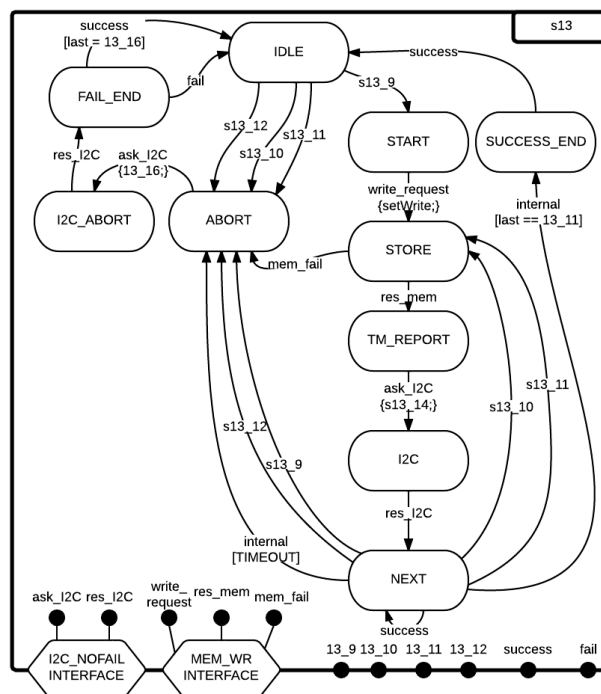 s13
success
[last = 13_16]
IDLE
success
FAIL_END
fail
s13_9
s13_12
s13_10
s13_11
START
SUCCESS_END
res_I2C
ask_I2C
{13_16;}
write_request
{setWrite;}
internal
[last == 13_11]
I2C_ABORT
ABORT
STORE
mem_fail
res_mem
TM_REPORT
ask_I2C
{s13_14;}
s13_11
s13_10
s13_12
s13_9
I2C
res_I2C
internal
[TIMEOUT]
NEXT
success
ask_I2C
res_I2C
write_
request
res_mem
mem_fail
I2C_NOFAIL
INTERFACE
MEM_WR
INTERFACE
13_9
13_10
13_11
13_12
success
fail